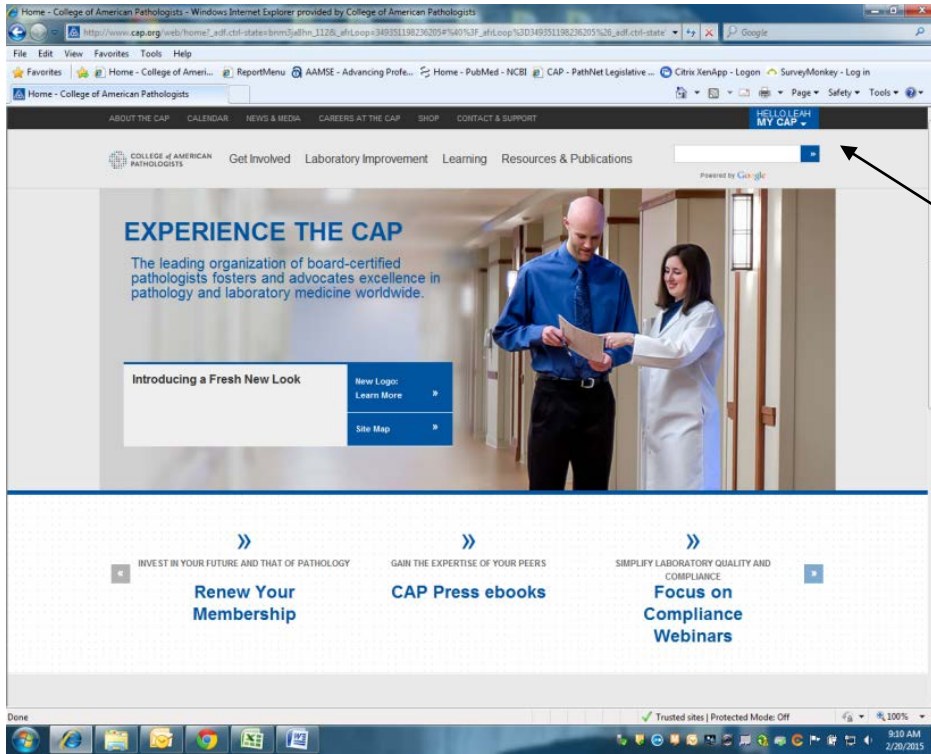 Home - College of American Pathologists - Windows Internet Explorer provided by College of American Pathologists
Google
File Edit View Favorites Tools Help
Favorites Home - College of Ameri... ReportMenu AAMSE - Advancing Profe... Home - PubMed - NCBI CAP - PathNet Legislative ... Citrix XenApp - Logon SurveyMonkey - Log in
Home - College of American Pathologists Page Safety Tools
ABOUT THE CAP CALENDAR NEWS & MEDIA CAREERS AT THE CAP SHOP CONTACT & SUPPORT HELLO LEAH
MY CAP
COLLEGE of AMERICAN
PATHOLOGISTS
Get Involved Laboratory Improvement Learning Resources & Publications
Powered by Google
EXPERIENCE THE CAP
The leading organization of board-certified
pathologists fosters and advocates excellence in
pathology and laboratory medicine worldwide.
Introducing a Fresh New Look
New Logo:
Learn More »
Site Map »
INVEST IN YOUR FUTURE AND THAT OF PATHOLOGY
Renew Your
Membership
GAIN THE EXPERTISE OF YOUR PEERS
CAP Press ebooks
SIMPLIFY LABORATORY QUALITY AND
COMPLIANCE
Focus on
Compliance
Webinars
Done Trusted sites | Protected Mode: Off 100%
9:10 AM
2/20/2015